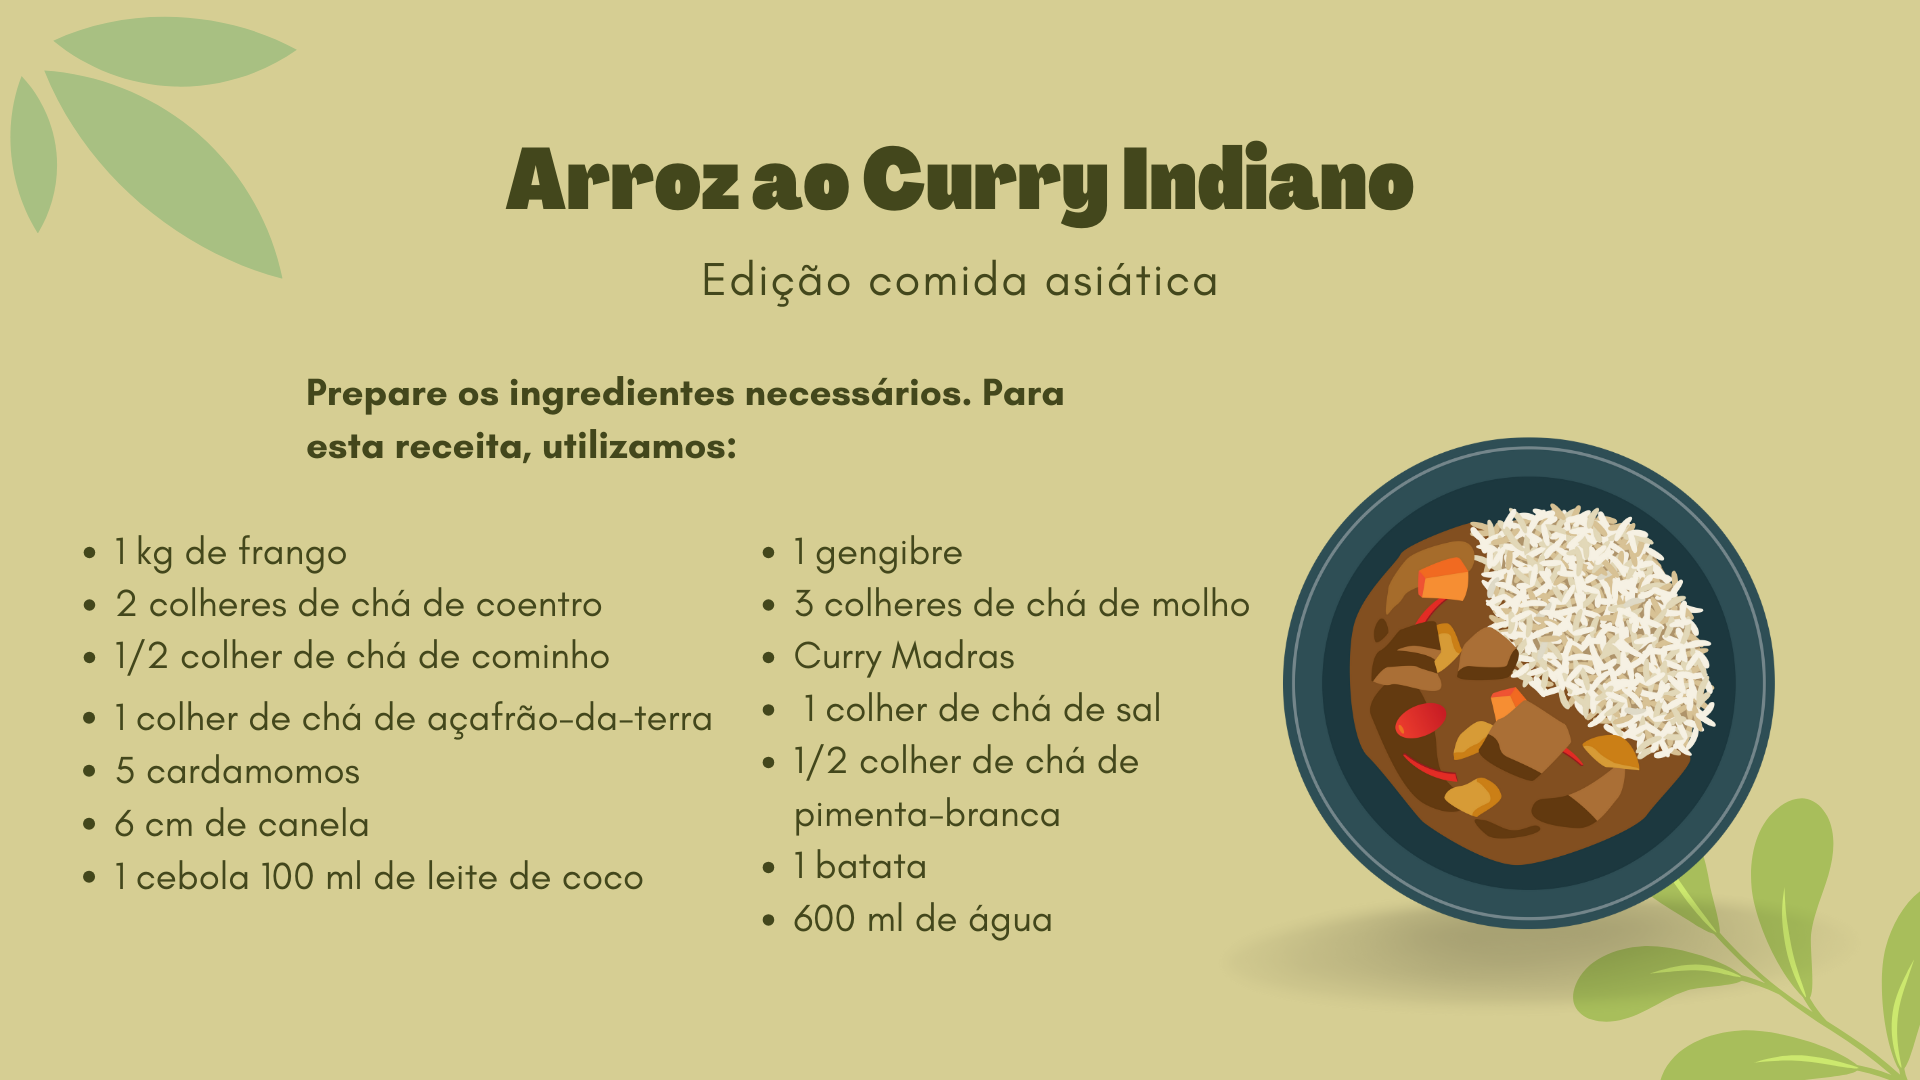 Arroz ao Curry Indiano
Edição comida asiática
Prepare os ingredientes necessários. Para
esta receita, utilizamos:
• 1 kg de frango
• 2 colheres de chá de coentro
• 1/2 colher de chá de cominho
• 1 colher de chá de açafrão-da-terra
• 5 cardamomos
• 6 cm de canela
• 1 cebola 100 ml de leite de coco
• 1 gengibre
• 3 colheres de chá de molho
• Curry Madras
• 1 colher de chá de sal
• 1/2 colher de chá de
pimenta-branca
• 1 batata
• 600 ml de água